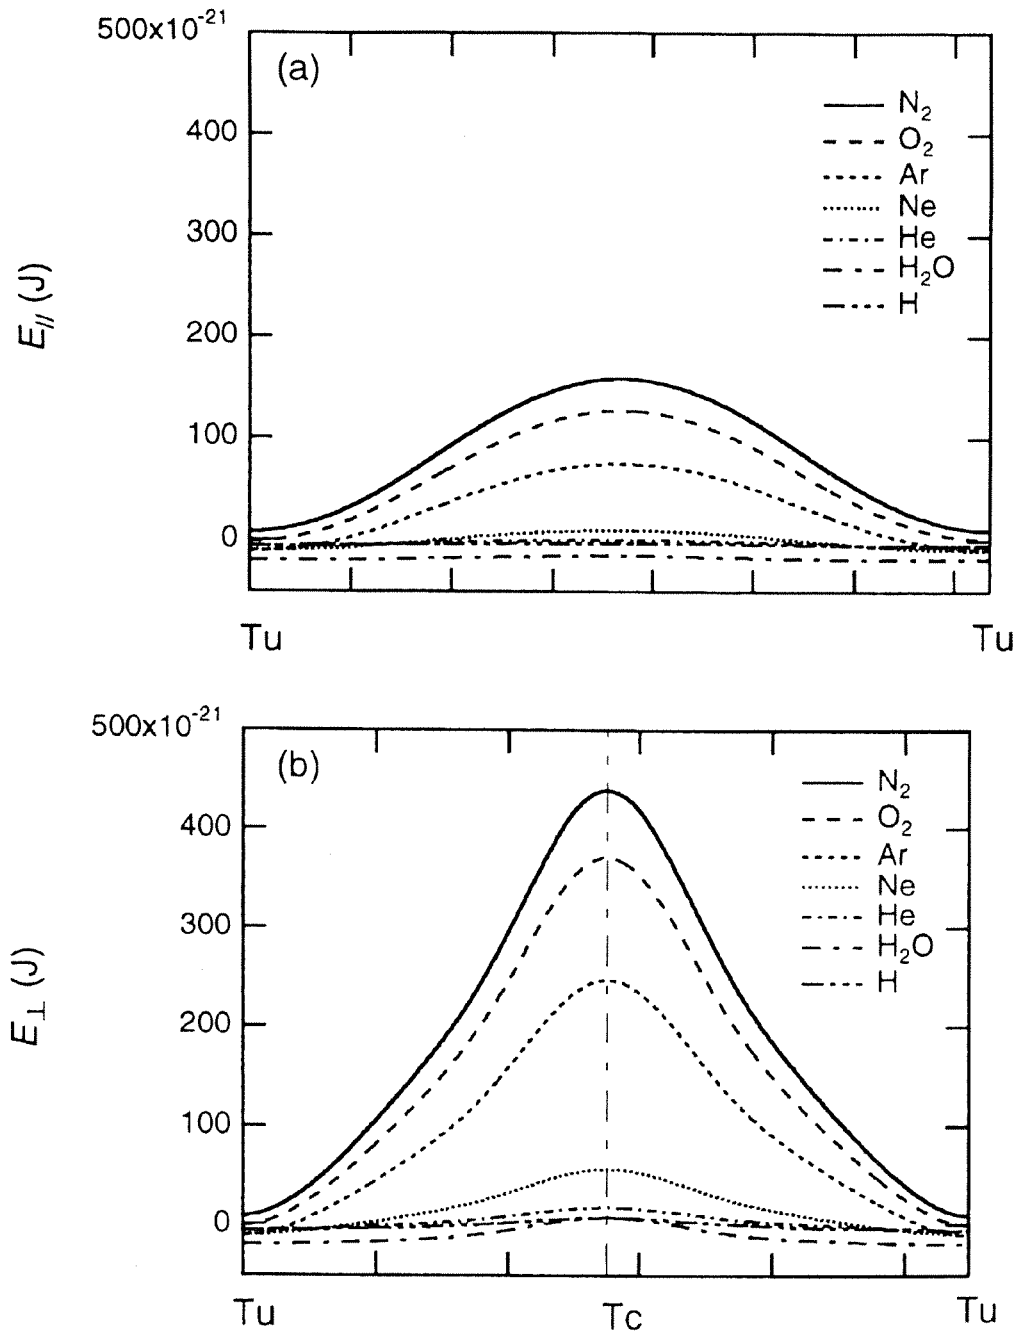 500x10⁻²¹
(a)
400
300
200
100
0
E// (J)
N₂
O₂
Ar
Ne
He
H₂O
H
Tu
Tu
500x10⁻²¹
(b)
400
300
200
100
0
E⊥ (J)
N₂
O₂
Ar
Ne
He
H₂O
H
Tu
Tc
Tu